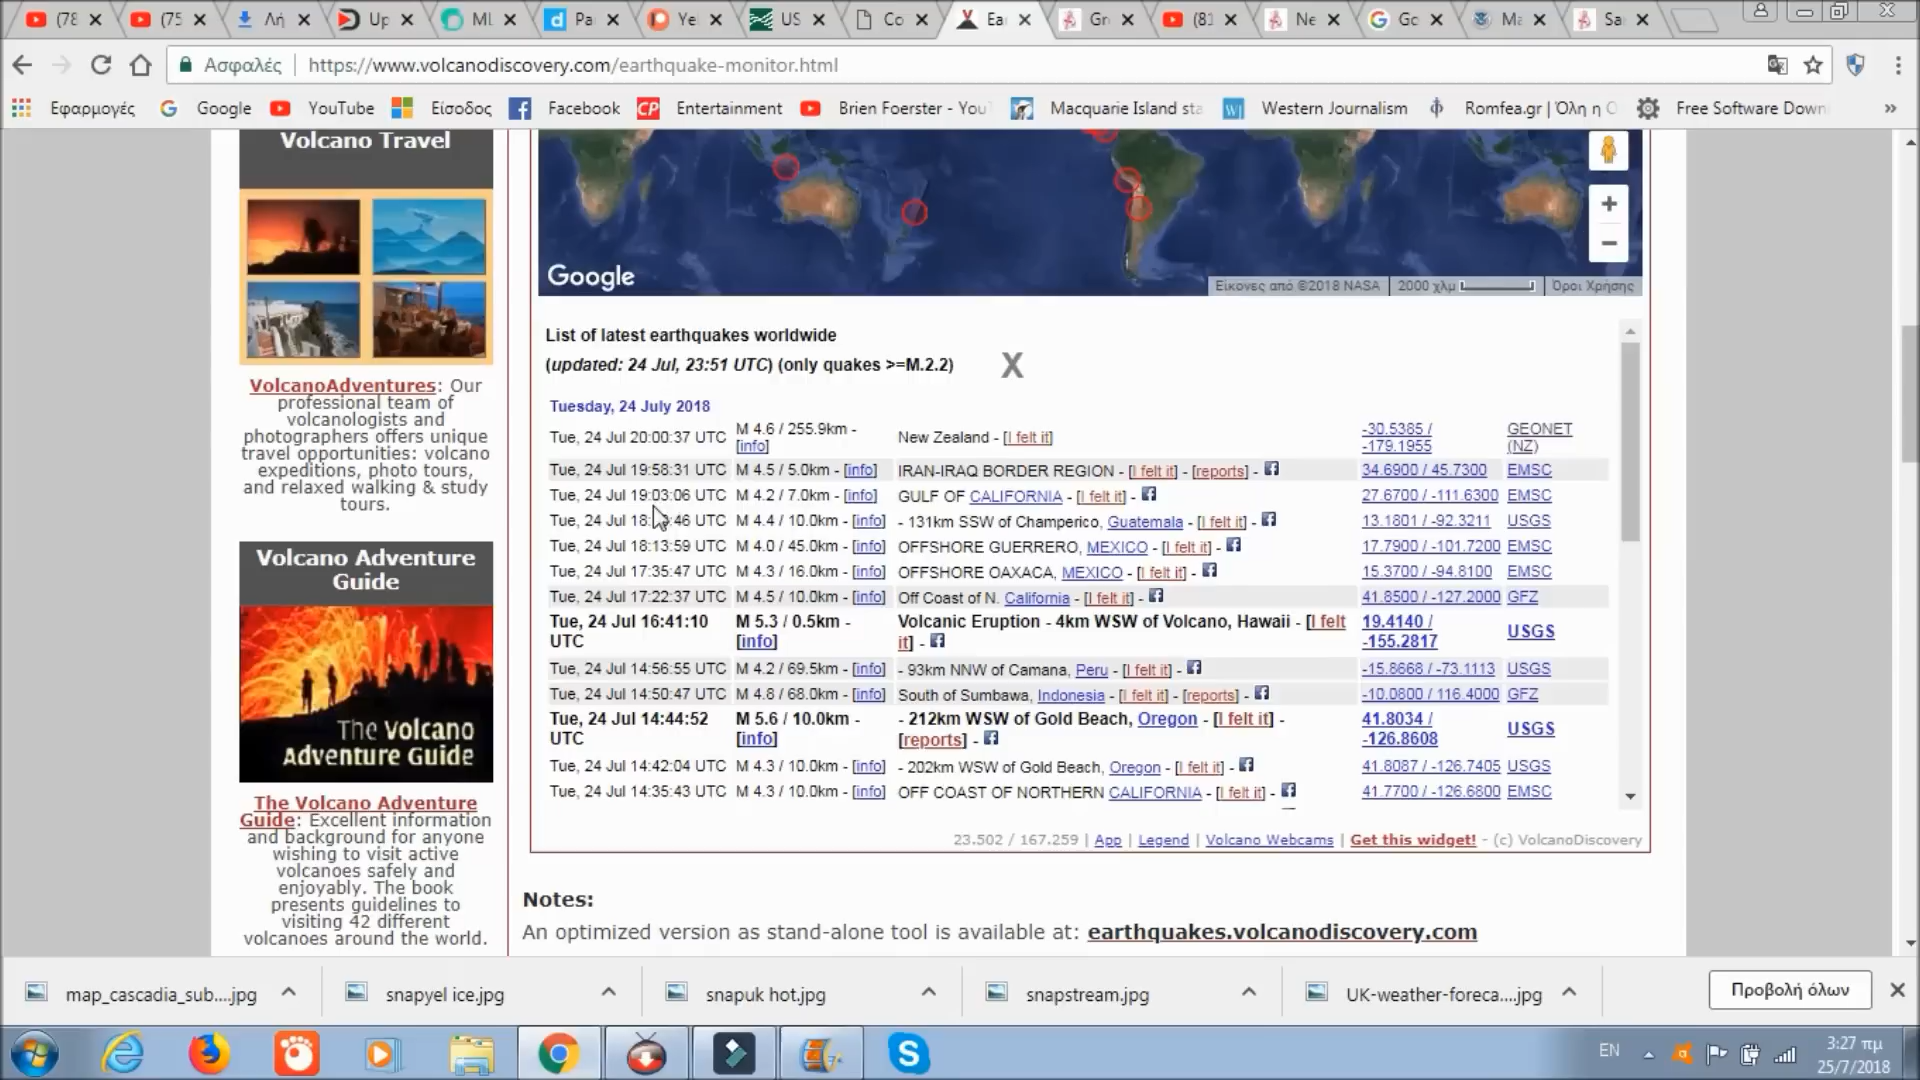 (78
(75
Λή
Up
ML
Pa
Ye
US
Co
Ea
Gr
(81
Ne
Go
Ma
Sa
Ασφαλές
https://www.volcanodiscovery.com/earthquake-monitor.html
Εφαρμογές
Google
YouTube
Είσοδος
Facebook
CP
Entertainment
Brien Foerster - You
Macquarie Island sta
Western Journalism
Romfea.gr | Όλη η Ο
Free Software Down
»
Volcano Travel
VolcanoAdventures: Our
professional team of
volcanologists and
photographers offers unique
travel opportunities: volcano
expeditions, photo tours,
and relaxed walking & study
tours.
Volcano Adventure
Guide
The Volcano
Adventure Guide
The Volcano Adventure
Guide: Excellent information
and background for anyone
wishing to visit active
volcanoes safely and
enjoyably. The book
presents guidelines to
visiting 42 different
volcanoes around the world.
Google
Εικόνες από ©2018 NASA
2000 χλμ
Όροι Χρήσης
List of latest earthquakes worldwide
(updated: 24 Jul, 23:51 UTC) (only quakes >=M.2.2)
X
Tuesday, 24 July 2018
Tue, 24 Jul 20:00:37 UTC M 4.6 / 255.9km - [info] New Zealand - [I felt it] -30.5385 / -179.1955 GEONET (NZ)
Tue, 24 Jul 19:58:31 UTC M 4.5 / 5.0km - [info] IRAN-IRAQ BORDER REGION - [I felt it] - [reports] - 34.6900 / 45.7300 EMSC
Tue, 24 Jul 19:03:06 UTC M 4.2 / 7.0km - [info] GULF OF CALIFORNIA - [I felt it] - 27.6700 / -111.6300 EMSC
Tue, 24 Jul 46 UTC M 4.4 / 10.0km - [info] - 131km SSW of Champerico, Guatemala - [I felt it] - 13.1801 / -92.3211 USGS
Tue, 24 Jul 18:13:59 UTC M 4.0 / 45.0km - [info] OFFSHORE GUERRERO, MEXICO - [I felt it] - 17.7900 / -101.7200 EMSC
Tue, 24 Jul 17:35:47 UTC M 4.3 / 16.0km - [info] OFFSHORE OAXACA, MEXICO - [I felt it] - 15.3700 / -94.8100 EMSC
Tue, 24 Jul 17:22:37 UTC M 4.5 / 10.0km - [info] Off Coast of N. California - [I felt it] - 41.8500 / -127.2000 GFZ
Tue, 24 Jul 16:41:10 UTC M 5.3 / 0.5km - [info] Volcanic Eruption - 4km WSW of Volcano, Hawaii - [I felt it] - 19.4140 / -155.2817 USGS
Tue, 24 Jul 14:56:55 UTC M 4.2 / 69.5km - [info] - 93km NNW of Camana, Peru - [I felt it] - -15.8668 / -73.1113 USGS
Tue, 24 Jul 14:50:47 UTC M 4.8 / 68.0km - [info] South of Sumbawa, Indonesia - [I felt it] - [reports] - -10.0800 / 116.4000 GFZ
Tue, 24 Jul 14:44:52 UTC M 5.6 / 10.0km - [info] - 212km WSW of Gold Beach, Oregon - [I felt it] - [reports] - 41.8034 / -126.8608 USGS
Tue, 24 Jul 14:42:04 UTC M 4.3 / 10.0km - [info] - 202km WSW of Gold Beach, Oregon - [I felt it] - 41.8087 / -126.7405 USGS
Tue, 24 Jul 14:35:43 UTC M 4.3 / 10.0km - [info] OFF COAST OF NORTHERN CALIFORNIA - [I felt it] - 41.7700 / -126.6800 EMSC
23.502 / 167.259 | App | Legend | Volcano Webcams | Get this widget! - (c) VolcanoDiscovery
Notes:
An optimized version as stand-alone tool is available at: earthquakes.volcanodiscovery.com
map_cascadia_sub....jpg
snapyel ice.jpg
snapuk hot.jpg
snapstream.jpg
UK-weather-foreca....jpg
Προβολή όλων
EN
3:27 πμ
25/7/2018